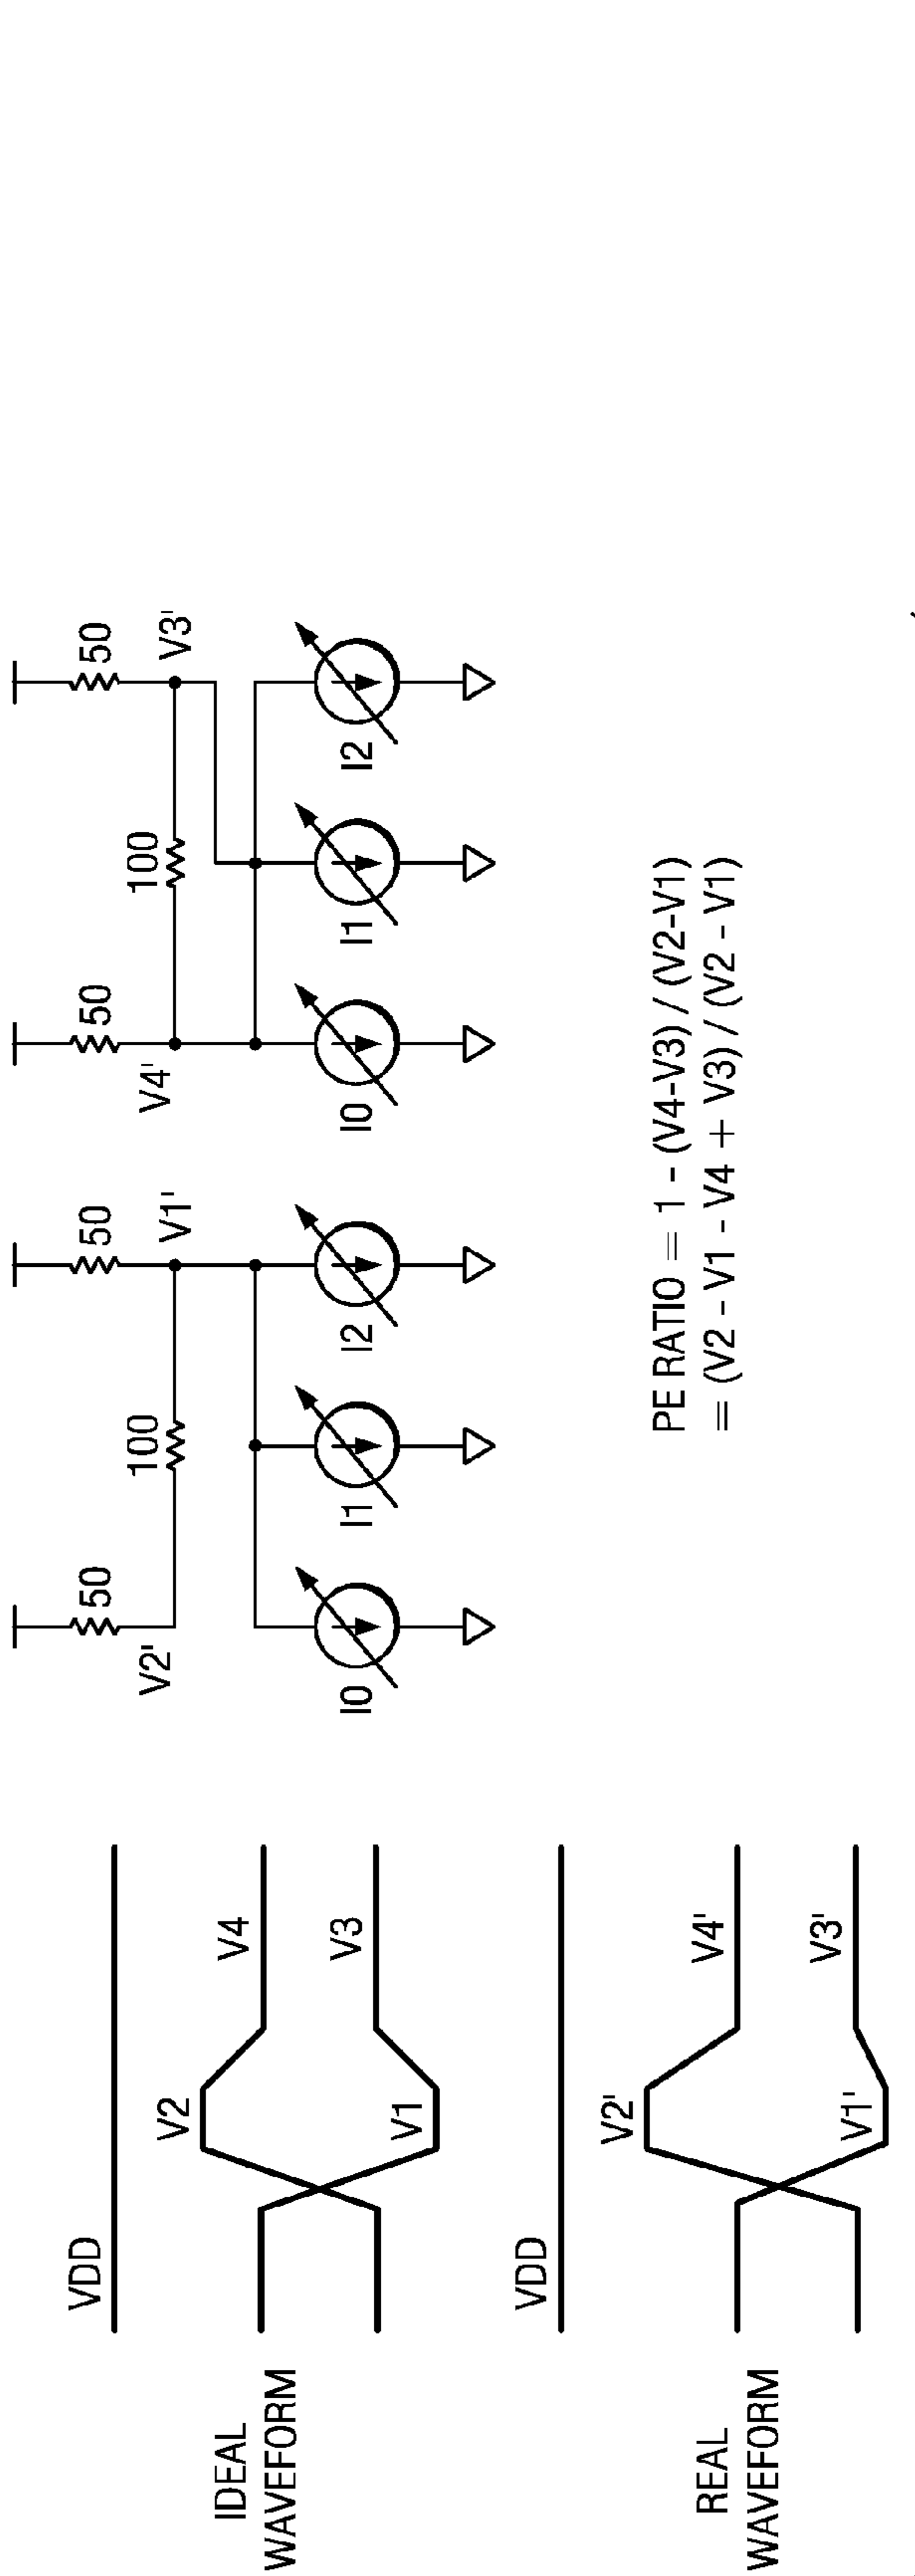 IDEAL
WAVEFORM
VDD
V2
V4
V1
V3
REAL
WAVEFORM
VDD
V2'
V4'
V1'
V3'
50
100
50
V2'
V1'
I0
I1
I2
50
100
50
V4'
V3'
I0
I1
I2
PE RATIO = 1 - (V4-V3) / (V2-V1)
= (V2 - V1 - V4 + V3) / (V2 - V1)